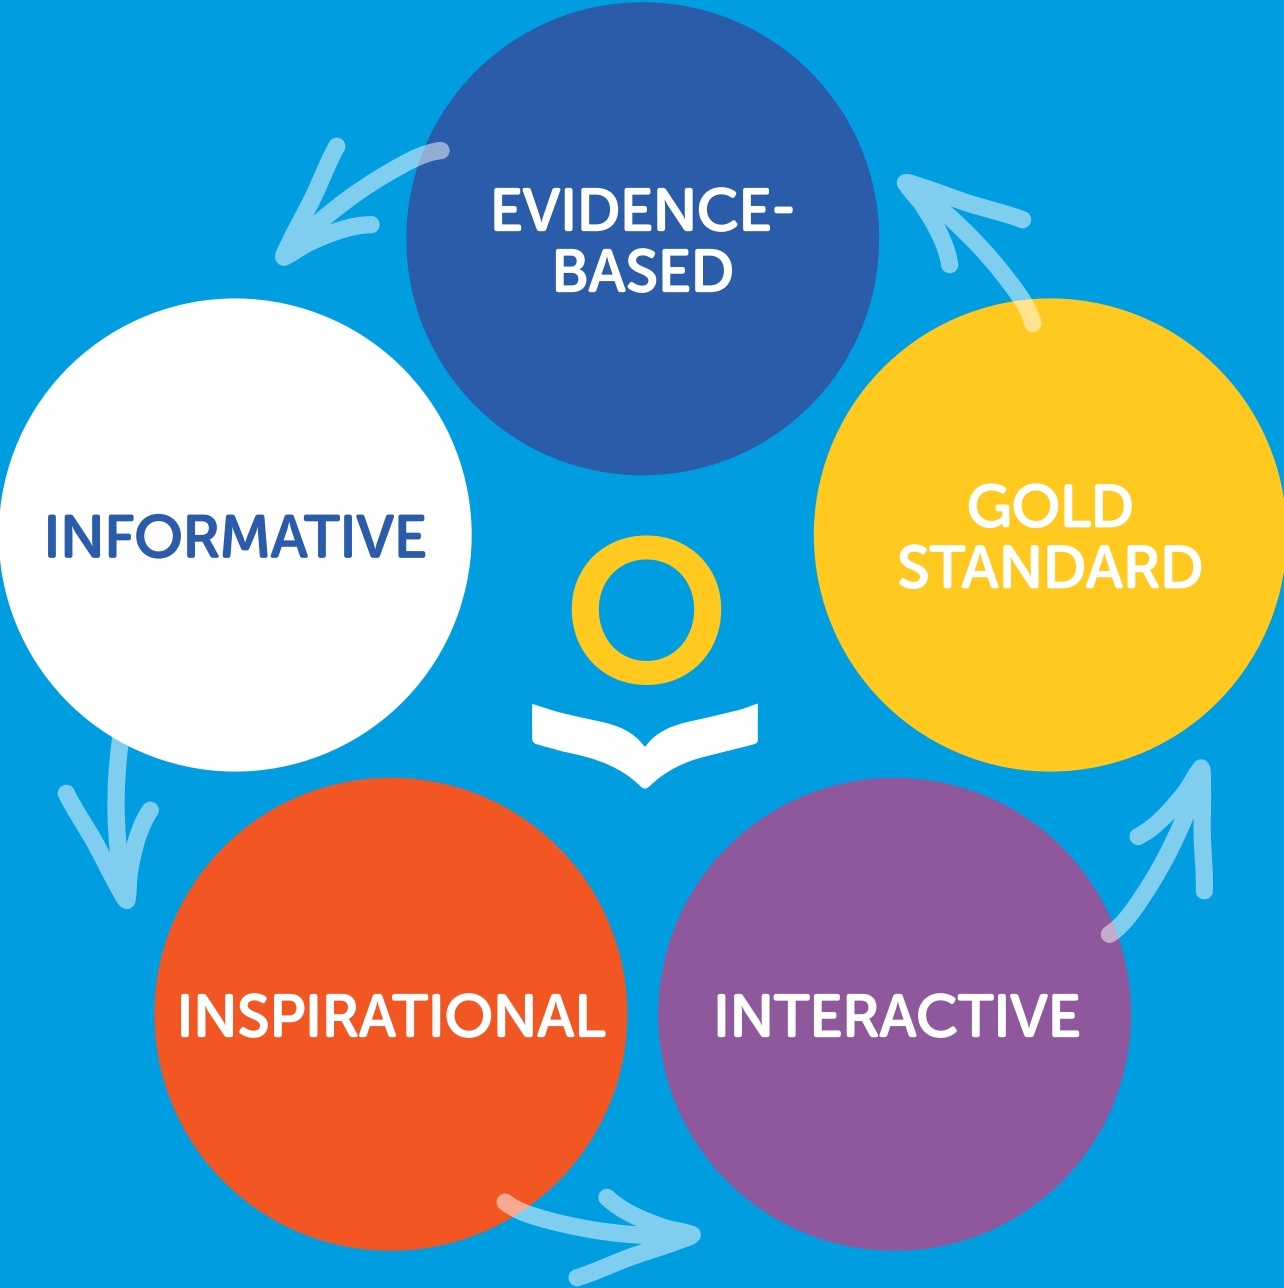 EVIDENCE-
BASED
INFORMATIVE
GOLD
STANDARD
INSPIRATIONAL
INTERACTIVE